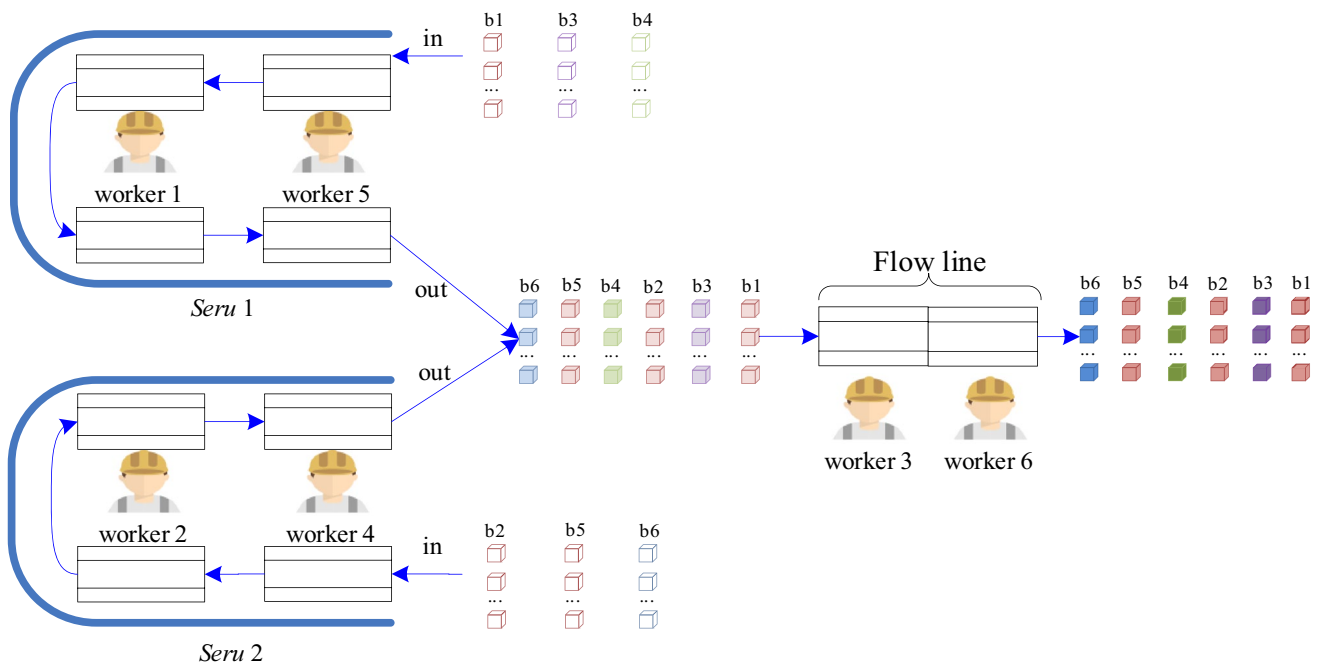 b1 b3 b4
in
...
...
...
worker 1 worker 5
Flow line
out
Seru 1
b6 b5 b4 b2 b3 b1
b6 b5 b4 b2 b3 b1
... ... ... ... ... ...
... ... ... ... ... ...
out
worker 3 worker 6
worker 2 worker 4
in
b2 b5 b6
... ... ...
Seru 2